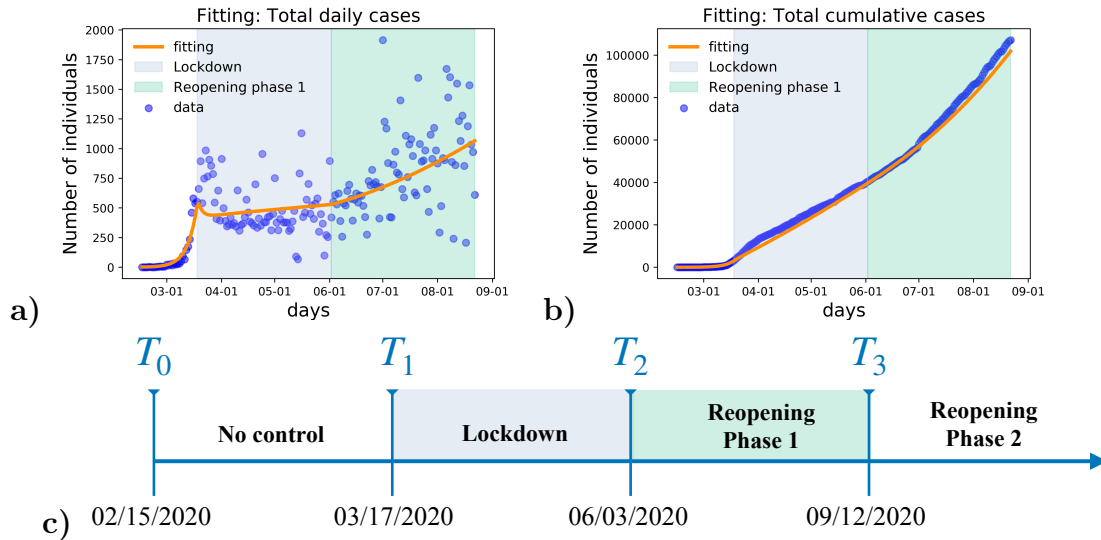 Fitting: Total daily cases
Number of individuals
2000
1750
1500
1250
1000
750
500
250
0
fitting
Lockdown
Reopening phase 1
data
03-01 04-01 05-01 06-01 07-01 08-01 09-01
days
a)
Fitting: Total cumulative cases
Number of individuals
100000
80000
60000
40000
20000
0
fitting
Lockdown
Reopening phase 1
data
03-01 04-01 05-01 06-01 07-01 08-01 09-01
days
b)
T0 T1 T2 T3
No control
Lockdown
Reopening
Phase 1
Reopening
Phase 2
02/15/2020 03/17/2020 06/03/2020 09/12/2020
c)